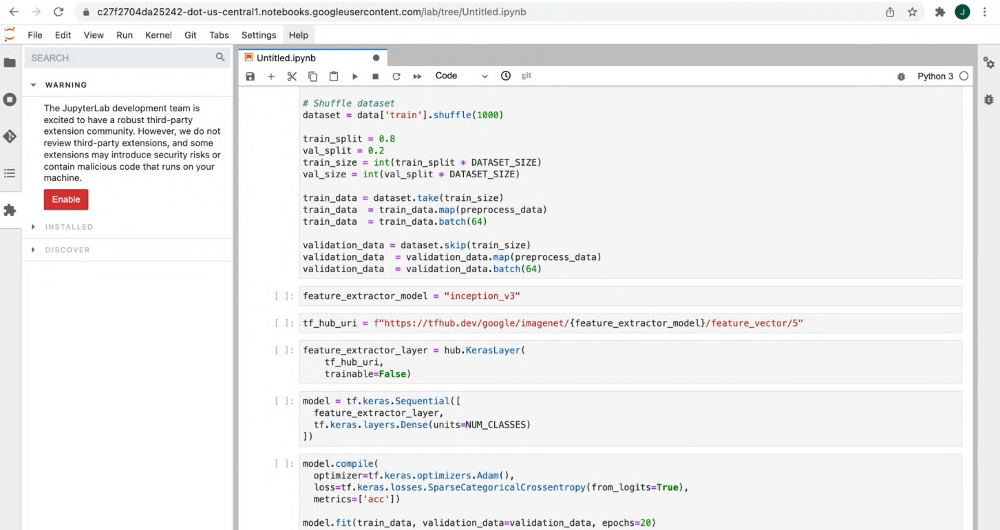 c27f2704da25242-dot-us-central1.notebooks.googleusercontent.com/lab/tree/Untitled.ipynb
J
File Edit View Run Kernel Git Tabs Settings Help
SEARCH
WARNING
The JupyterLab development team is
excited to have a robust third-party
extension community. However, we do not
review third-party extensions, and some
extensions may introduce security risks or
contain malicious code that runs on your
machine.
Enable
INSTALLED
DISCOVER
Untitled.ipynb
Code git Python 3
# Shuffle dataset
dataset = data['train'].shuffle(1000)
train_split = 0.8
val_split = 0.2
train_size = int(train_split * DATASET_SIZE)
val_size = int(val_split * DATASET_SIZE)
train_data = dataset.take(train_size)
train_data  = train_data.map(preprocess_data)
train_data  = train_data.batch(64)
validation_data = dataset.skip(train_size)
validation_data  = validation_data.map(preprocess_data)
validation_data  = validation_data.batch(64)
[ ]: feature_extractor_model = "inception_v3"
[ ]: tf_hub_uri = f"https://tfhub.dev/google/imagenet/{feature_extractor_model}/feature_vector/5"
[ ]: feature_extractor_layer = hub.KerasLayer(
tf_hub_uri,
trainable=False)
[ ]: model = tf.keras.Sequential([
feature_extractor_layer,
tf.keras.layers.Dense(units=NUM_CLASSES)
])
[ ]: model.compile(
optimizer=tf.keras.optimizers.Adam(),
loss=tf.keras.losses.SparseCategoricalCrossentropy(from_logits=True),
metrics=['acc'])
model.fit(train_data, validation_data=validation_data, epochs=20)